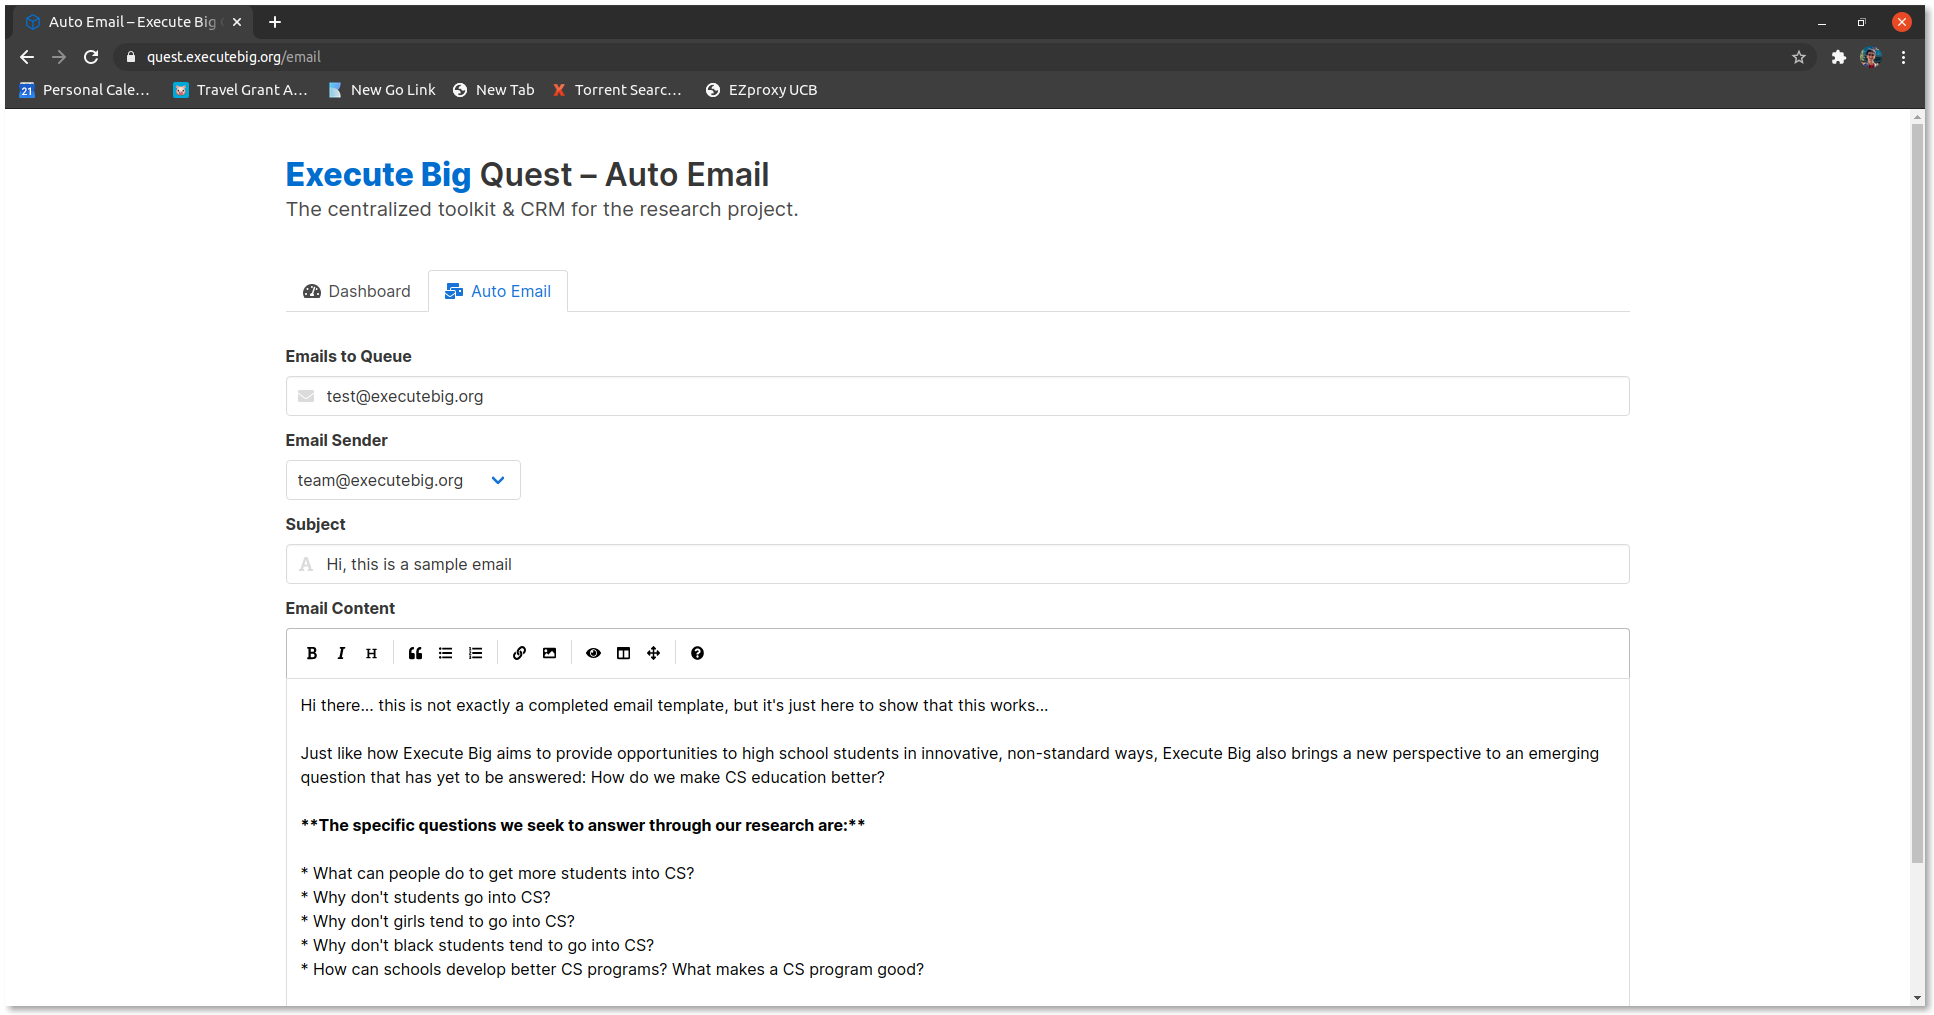 Auto Email – Execute Big
quest.executebig.org/email
21 Personal Cale... Travel Grant A... New Go Link New Tab Torrent Searc... EZproxy UCB
Execute Big Quest – Auto Email
The centralized toolkit & CRM for the research project.
Dashboard Auto Email
Emails to Queue
test@executebig.org
Email Sender
team@executebig.org
Subject
A Hi, this is a sample email
Email Content
B I H
Hi there... this is not exactly a completed email template, but it's just here to show that this works...
Just like how Execute Big aims to provide opportunities to high school students in innovative, non-standard ways, Execute Big also brings a new perspective to an emerging
question that has yet to be answered: How do we make CS education better?
**The specific questions we seek to answer through our research are:**
* What can people do to get more students into CS?
* Why don't students go into CS?
* Why don't girls tend to go into CS?
* Why don't black students tend to go into CS?
* How can schools develop better CS programs? What makes a CS program good?